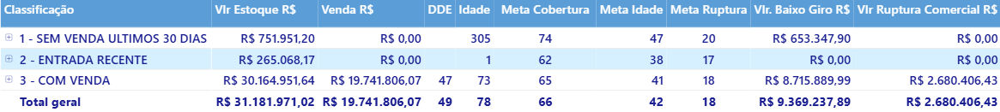 Classificação Vlr Estoque R$ Venda R$ DDE Idade Meta Cobertura Meta Idade Meta Ruptura Vlr. Baixo Giro R$ Vlr Ruptura Comercial R$
1 - SEM VENDA ULTIMOS 30 DIAS R$ 751.951,20 R$ 0,00 305 74 47 20 R$ 653.347,90 R$ 0,00
2 - ENTRADA RECENTE R$ 265.068,17 R$ 0,00 1 62 38 17 R$ 0,00 R$ 0,00
3 - COM VENDA R$ 30.164.951,64 R$ 19.741.806,07 47 73 65 41 18 R$ 8.715.889,99 R$ 2.680.406,43
Total geral R$ 31.181.971,02 R$ 19.741.806,07 49 78 66 42 18 R$ 9.369.237,89 R$ 2.680.406,43